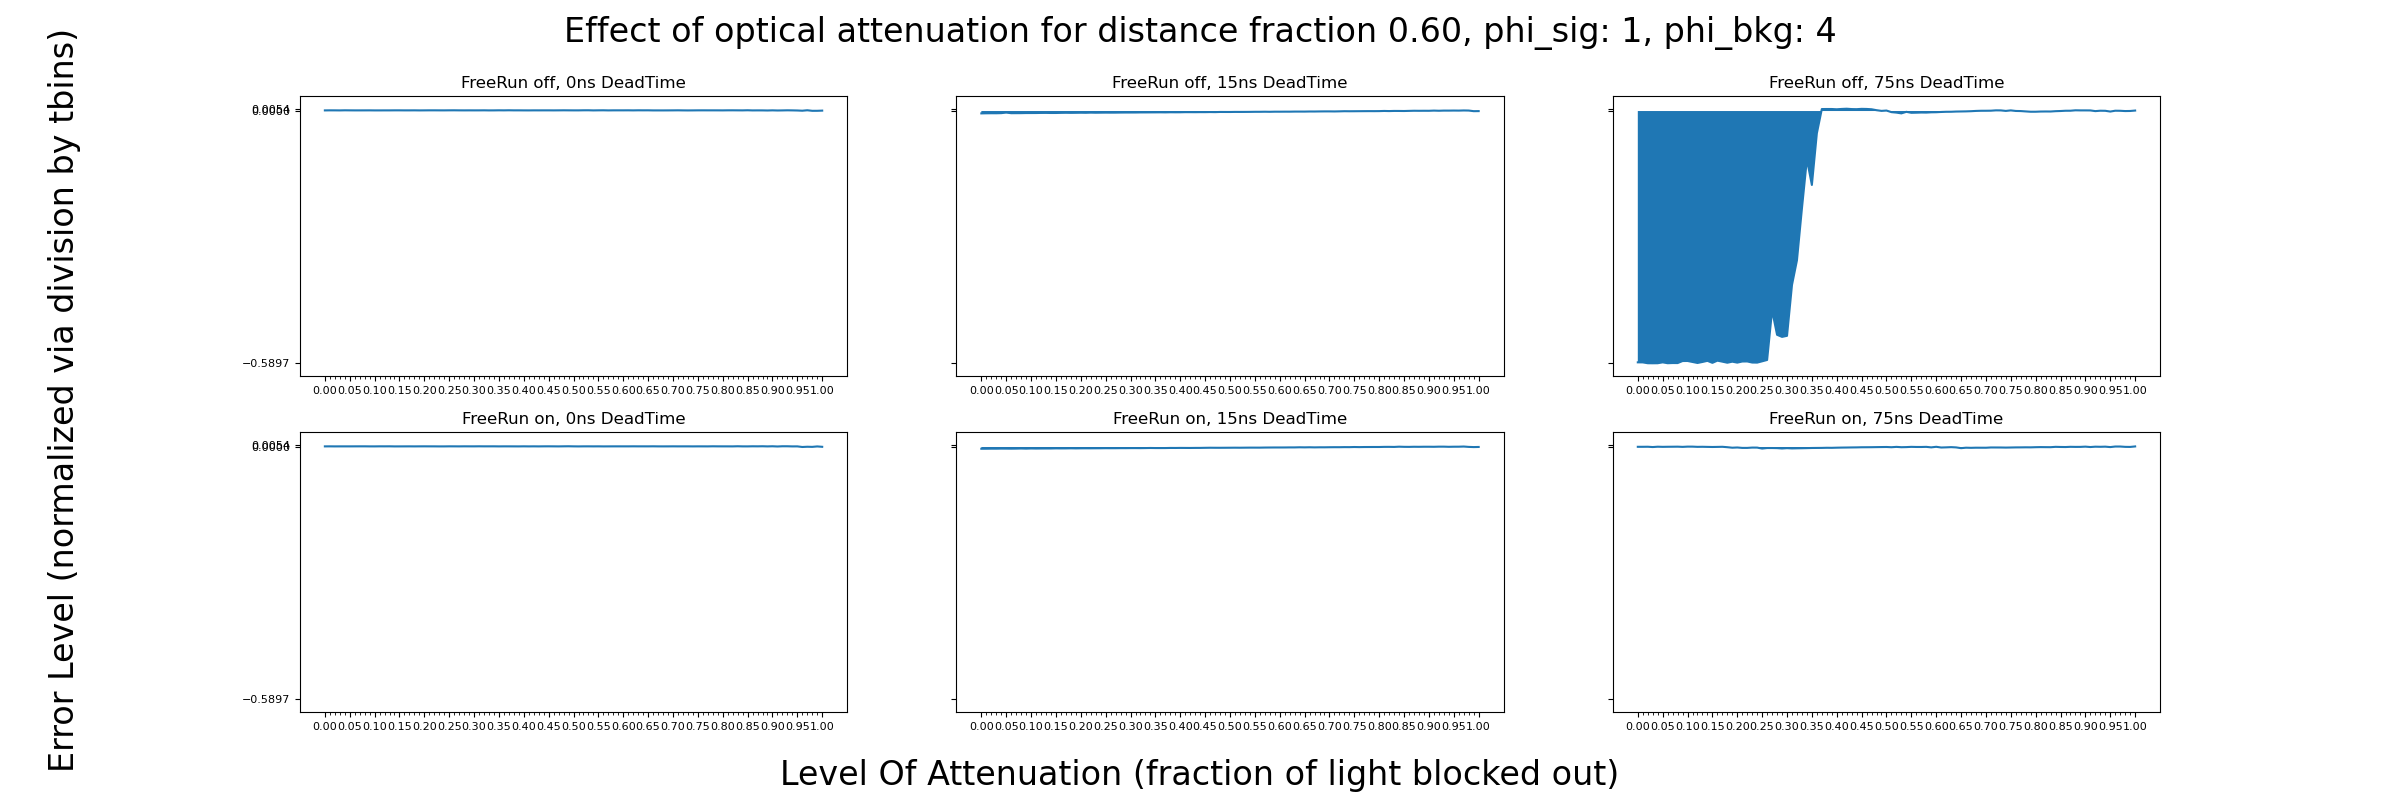 Effect of optical attenuation for distance fraction 0.60, phi_sig: 1, phi_bkg: 4
Error Level (normalized via division by tbins)
FreeRun off, 0ns DeadTime
0.0054
0.0000
−0.5897
0.00 0.05 0.10 0.15 0.20 0.25 0.30 0.35 0.40 0.45 0.50 0.55 0.60 0.65 0.70 0.75 0.80 0.85 0.90 0.95 1.00
FreeRun off, 15ns DeadTime
0.00 0.05 0.10 0.15 0.20 0.25 0.30 0.35 0.40 0.45 0.50 0.55 0.60 0.65 0.70 0.75 0.80 0.85 0.90 0.95 1.00
FreeRun off, 75ns DeadTime
0.00 0.05 0.10 0.15 0.20 0.25 0.30 0.35 0.40 0.45 0.50 0.55 0.60 0.65 0.70 0.75 0.80 0.85 0.90 0.95 1.00
FreeRun on, 0ns DeadTime
0.0054
0.0000
−0.5897
0.00 0.05 0.10 0.15 0.20 0.25 0.30 0.35 0.40 0.45 0.50 0.55 0.60 0.65 0.70 0.75 0.80 0.85 0.90 0.95 1.00
FreeRun on, 15ns DeadTime
0.00 0.05 0.10 0.15 0.20 0.25 0.30 0.35 0.40 0.45 0.50 0.55 0.60 0.65 0.70 0.75 0.80 0.85 0.90 0.95 1.00
FreeRun on, 75ns DeadTime
0.00 0.05 0.10 0.15 0.20 0.25 0.30 0.35 0.40 0.45 0.50 0.55 0.60 0.65 0.70 0.75 0.80 0.85 0.90 0.95 1.00
Level Of Attenuation (fraction of light blocked out)